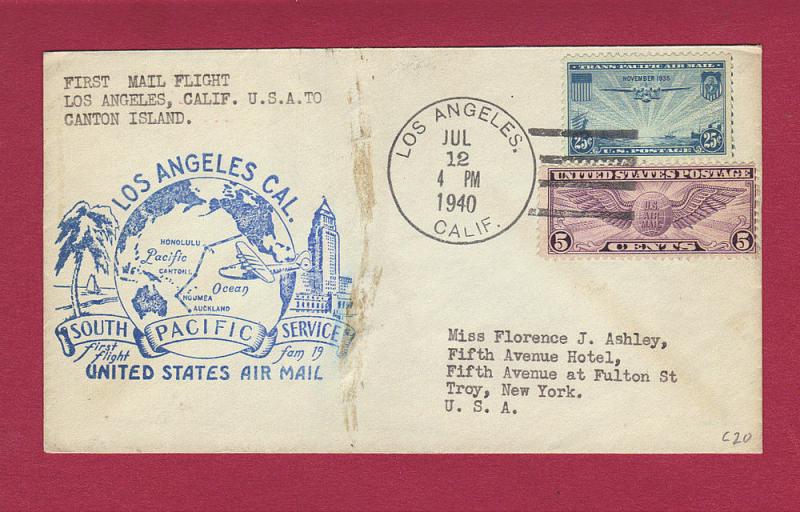 FIRST MAIL FLIGHT
LOS ANGELES, CALIF. U.S.A.TO
CANTON ISLAND.
LOS ANGELES CAL.
HONOLULU
Pacific
CANTON I.
Ocean
NOUMEA
AUCKLAND
SOUTH PACIFIC SERVICE
first flight
fam 19
UNITED STATES AIR MAIL
LOS ANGELES.
JUL
12
4 PM
1940
CALIF.
TRANS-PACIFIC AIR MAIL
NOVEMBER 1935
25¢ 25¢
U.S. POSTAGE
UNITED STATES POSTAGE
U.S.
AIR
MAIL
5 CENTS 5
Miss Florence J. Ashley,
Fifth Avenue Hotel,
Fifth Avenue at Fulton St
Troy, New York.
U. S. A.
C20